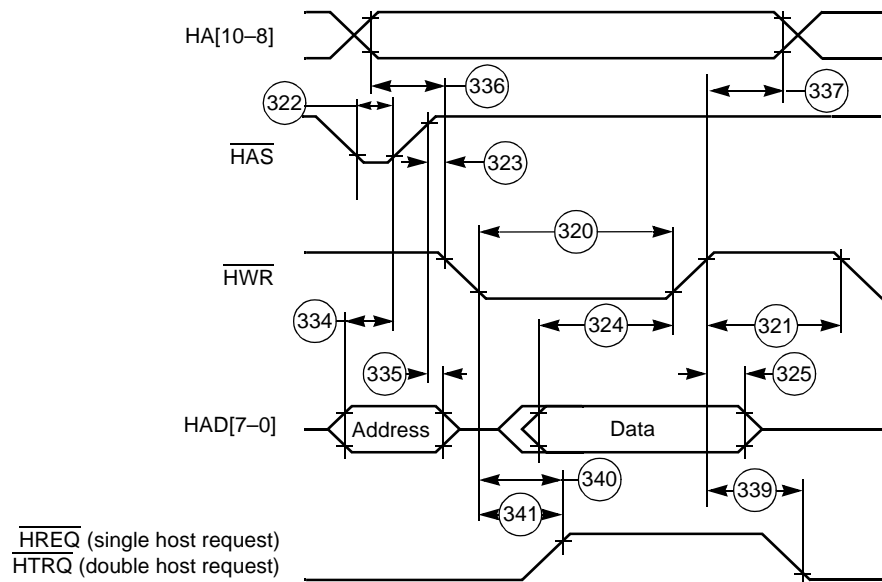 HA[10–8]
336
337
322
HAS
323
320
HWR
334
324
321
335
325
HAD[7–0]
Address
Data
340
341
339
HREQ (single host request)
HTRQ (double host request)